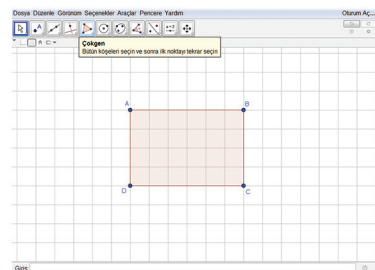 Dosya Düzenle Görünüm Seçenekler Araçlar Pencere Yardım Oturum Aç...
A
Çokgen
Bütün köşeleri seçin ve sonra ilk noktayı tekrar seçin
a=2
A
B
D
C
Giriş: